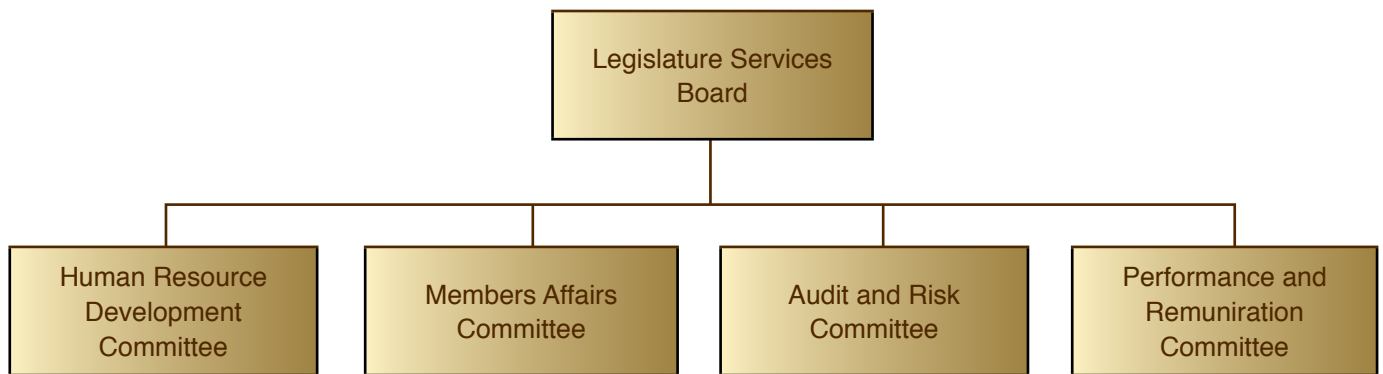 Legislature Services
Board
Human Resource
Development
Committee
Members Affairs
Committee
Audit and Risk
Committee
Performance and
Remuniration
Committee